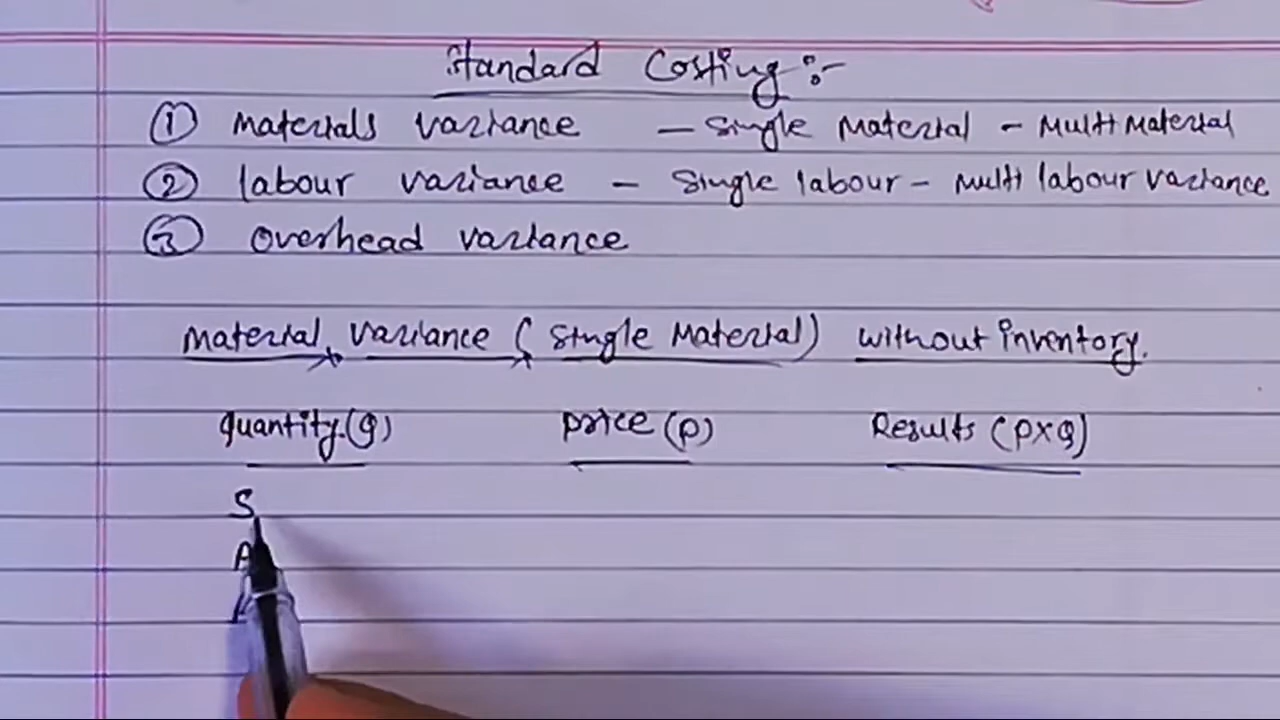 Standard Costing :-
① materials variance – Single Material – Multi Material
② labour variance – Single labour – Multi labour variance
③ overhead variance
Material, variance (Single Material) without inventory.
Quantity.(Q) Price (P) Results (P×Q)
S
A